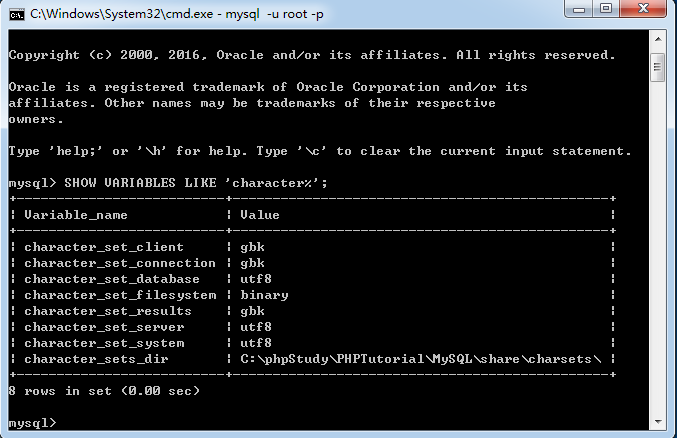 C:\Windows\System32\cmd.exe - mysql  -u root -p
Copyright (c) 2000, 2016, Oracle and/or its affiliates. All rights reserved.
Oracle is a registered trademark of Oracle Corporation and/or its
affiliates. Other names may be trademarks of their respective
owners.
Type 'help;' or '\h' for help. Type '\c' to clear the current input statement.
mysql> SHOW VARIABLES LIKE 'character%';
+--------------------------+-----------------------------------------------+
| Variable_name            | Value                                         |
+--------------------------+-----------------------------------------------+
| character_set_client     | gbk                                           |
| character_set_connection | gbk                                           |
| character_set_database   | utf8                                          |
| character_set_filesystem | binary                                        |
| character_set_results    | gbk                                           |
| character_set_server     | utf8                                          |
| character_set_system     | utf8                                          |
| character_sets_dir       | C:\phpStudy\PHPTutorial\MySQL\share\charsets\ |
+--------------------------+-----------------------------------------------+
8 rows in set (0.00 sec)
mysql>